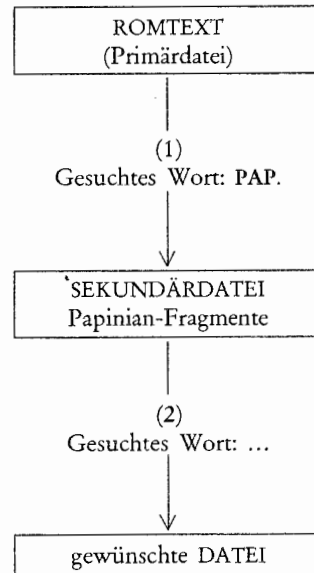 ROMTEXT
(Primärdatei)
(1)
Gesuchtes Wort: PAP.
SEKUNDÄRDATEI
Papinian-Fragmente
(2)
Gesuchtes Wort: ...
gewünschte DATEI